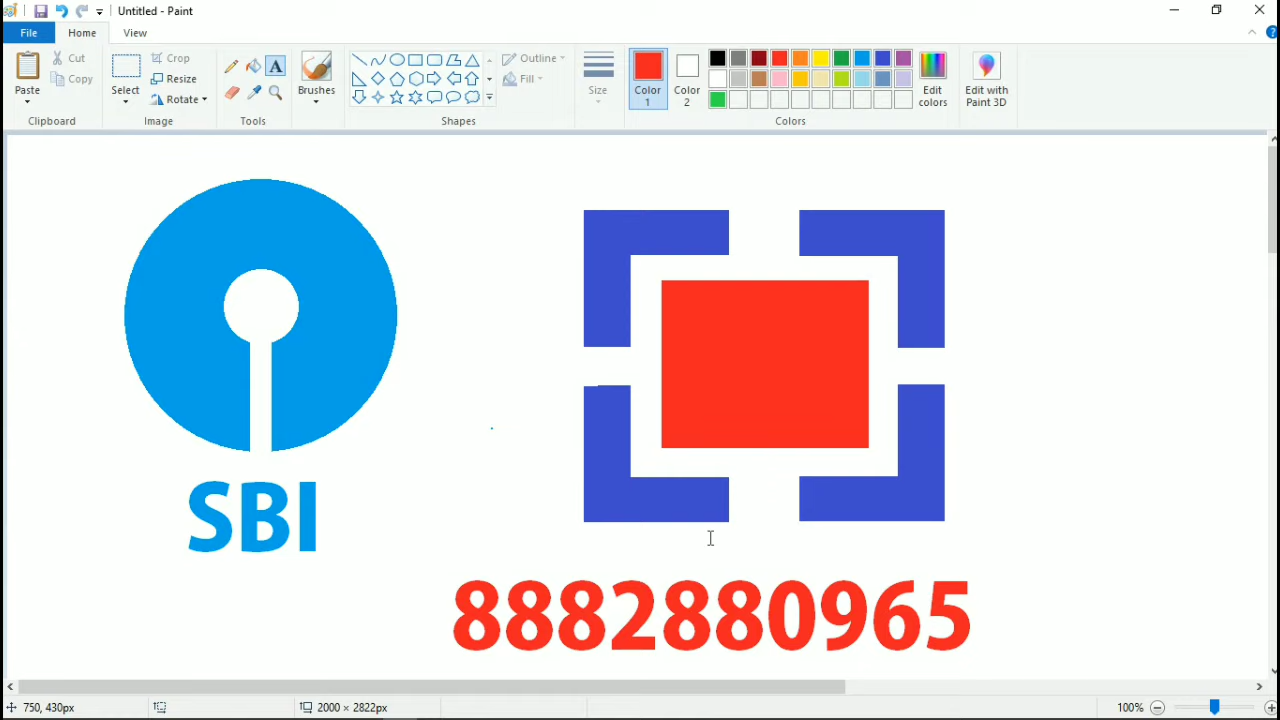 Untitled - Paint
File
Home
View
Paste
Cut
Copy
Clipboard
Select
Crop
Resize
Rotate
Image
Tools
Brushes
Shapes
Outline
Fill
Size
Color
1
Color
2
Edit
colors
Edit with
Paint 3D
Colors
SBI
8882880965
750, 430px
2000 × 2822px
100%